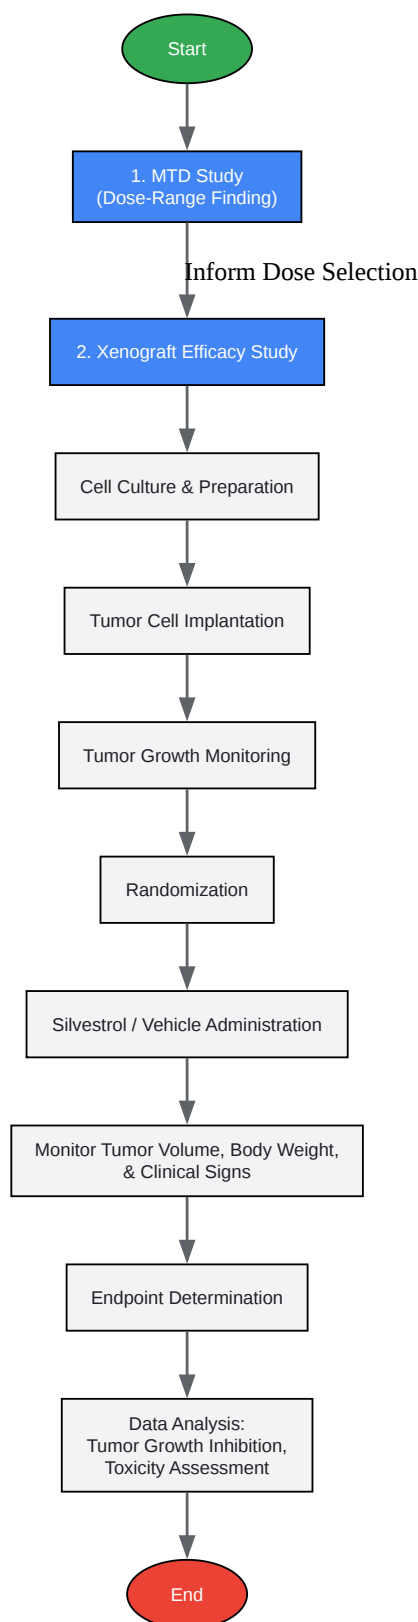 Start
1. MTD Study
(Dose-Range Finding)
Inform Dose Selection
2. Xenograft Efficacy Study
Cell Culture & Preparation
Tumor Cell Implantation
Tumor Growth Monitoring
Randomization
Silvestrol / Vehicle Administration
Monitor Tumor Volume, Body Weight,
& Clinical Signs
Endpoint Determination
Data Analysis:
Tumor Growth Inhibition,
Toxicity Assessment
End